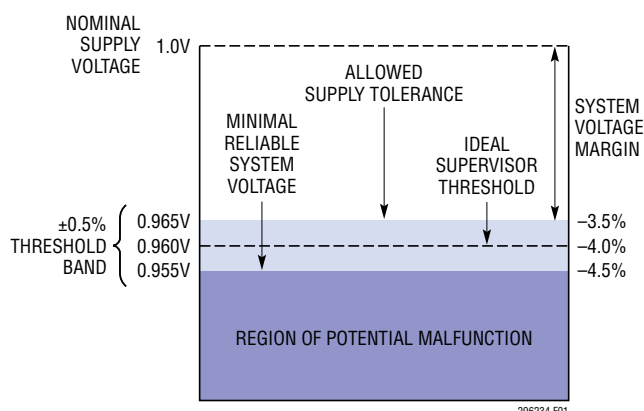 NOMINAL
SUPPLY
VOLTAGE
1.0V
ALLOWED
SUPPLY TOLERANCE
SYSTEM
VOLTAGE
MARGIN
MINIMAL
RELIABLE
SYSTEM
VOLTAGE
IDEAL
SUPERVISOR
THRESHOLD
±0.5%
THRESHOLD
BAND
0.965V
0.960V
0.955V
–3.5%
–4.0%
–4.5%
REGION OF POTENTIAL MALFUNCTION
296234 F01